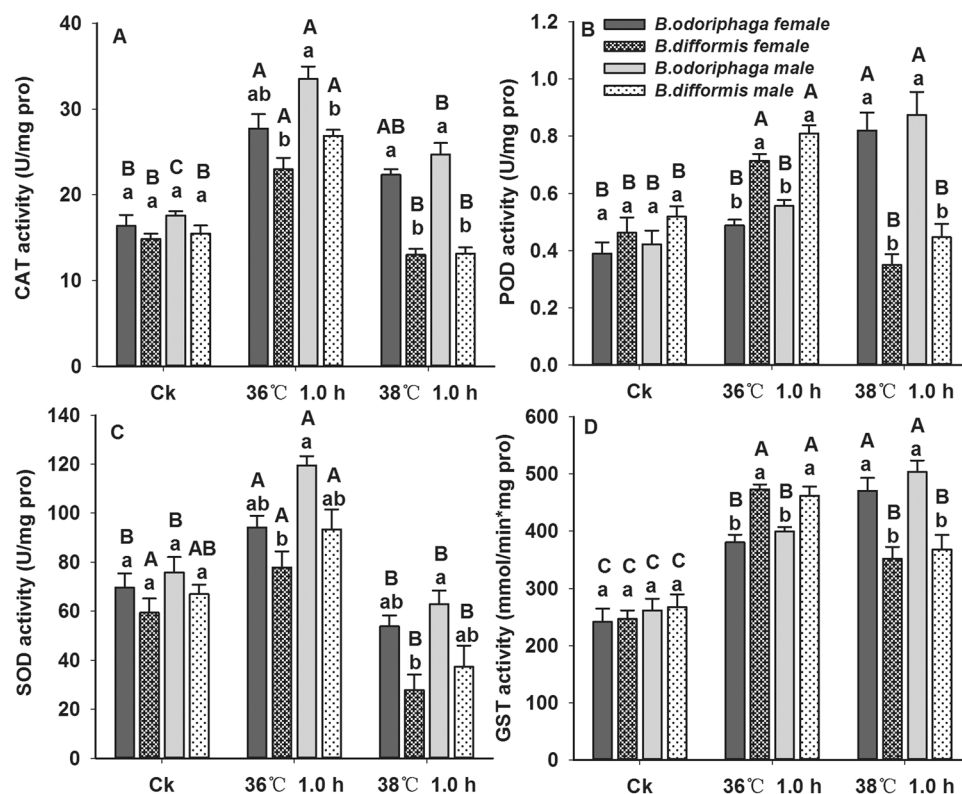 A
CAT activity (U/mg pro)
40
30
20
10
0
B a
B a
C a
B a
A ab
A b
A a
A b
AB a
B b
B a
B b
Ck
36℃ 1.0 h
38℃ 1.0 h
B
POD activity (U/mg pro)
1.2
1.0
0.8
0.6
0.4
0.2
0.0
B.odoriphaga female
B.difformis female
B.odoriphaga male
B.difformis male
B a
B a
B a
B a
B b
A a
B b
A a
A a
B b
A a
B b
Ck
36℃ 1.0 h
38℃ 1.0 h
C
SOD activity (U/mg pro)
140
120
100
80
60
40
20
0
B a
A a
B a
AB a
A ab
A b
A a
A ab
B ab
B b
B a
B ab
Ck
36℃ 1.0 h
38℃ 1.0 h
D
GST activity (mmol/min*mg pro)
600
500
400
300
200
100
0
C a
C a
C a
C a
B b
A a
B b
A a
A a
B b
A a
B b
Ck
36℃ 1.0 h
38℃ 1.0 h